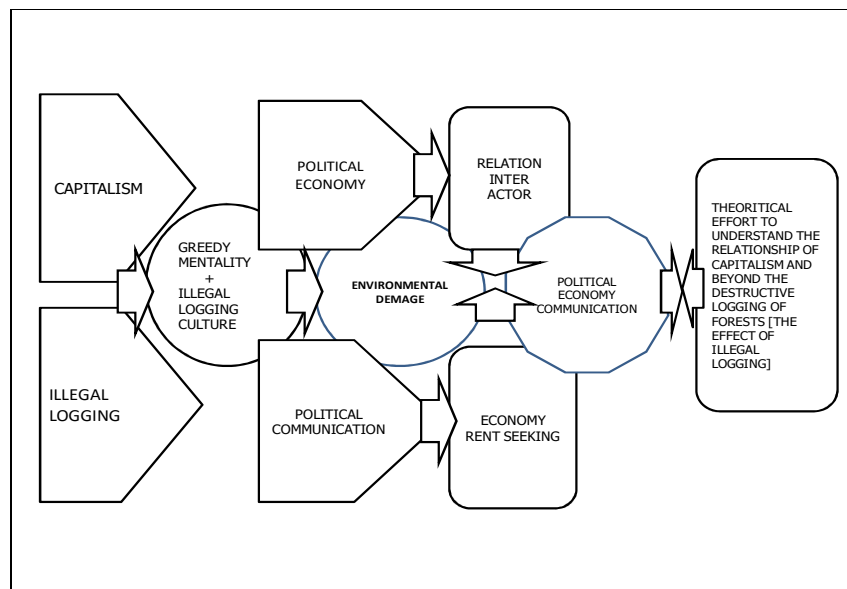 CAPITALISM
ILLEGAL
LOGGING
GREEDY
MENTALITY
+
ILLEGAL
LOGGING
CULTURE
POLITICAL
ECONOMY
POLITICAL
COMMUNICATION
ENVIRONMENTAL
DEMAGE
RELATION
INTER
ACTOR
ECONOMY
RENT SEEKING
POLITICAL
ECONOMY
COMMUNICATION
THEORITICAL
EFFORT TO
UNDERSTAND THE
RELATIONSHIP OF
CAPITALISM AND
BEYOND THE
DESTRUCTIVE
LOGGING OF
FORESTS [THE
EFFECT OF
ILLEGAL
LOGGING]